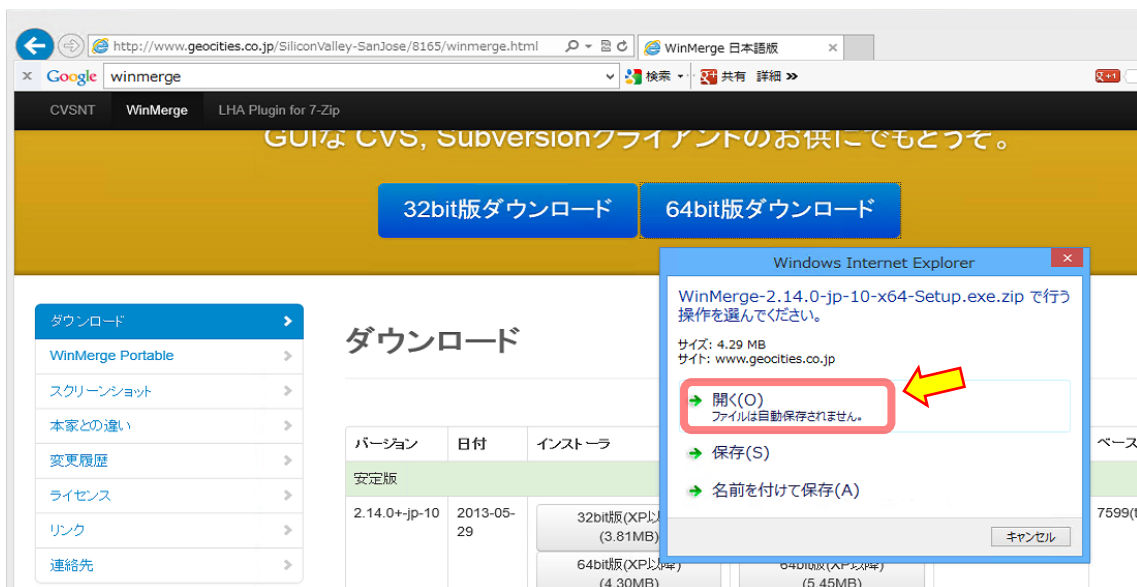 http://www.geocities.co.jp/SiliconValley-SanJose/8165/winmerge.html
WinMerge 日本語版
x Google winmerge 検索 共有 詳細 »
CVSNT WinMerge LHA Plugin for 7-Zip
GUIな CVS, Subversionクライアントのお供にでもどうぞ。
32bit版ダウンロード 64bit版ダウンロード
Windows Internet Explorer
WinMerge-2.14.0-jp-10-x64-Setup.exe.zip で行う
操作を選んでください。
サイズ: 4.29 MB
サイト: www.geocities.co.jp
開く(O)
ファイルは自動保存されません。
保存(S)
名前を付けて保存(A)
キャンセル
ダウンロード
WinMerge Portable
スクリーンショット
本家との違い
変更履歴
ライセンス
リンク
連絡先
ダウンロード
バージョン 日付 インストーラ ベース
安定版
2.14.0+-jp-10 2013-05-
29
32bit版(XP以
(3.81MB)
7599(t
64bit版(XP以降) 64bit版(XP以降)
(4.30MB) (5.45MB)